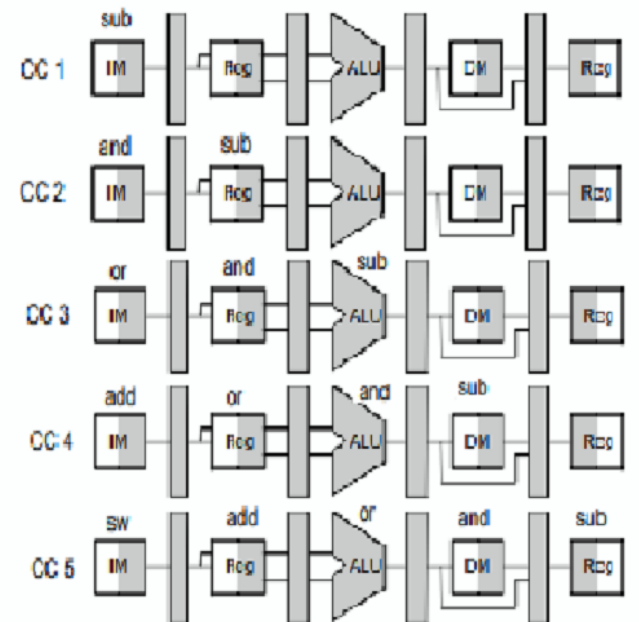 sub
CC 1 IM Reg ALU DM Reg
and sub
CC 2 IM Reg ALU DM Reg
or and sub
CC 3 IM Reg ALU DM Reg
add or and sub
CC 4 IM Reg ALU DM Reg
sw add or and sub
CC 5 IM Reg ALU DM Reg